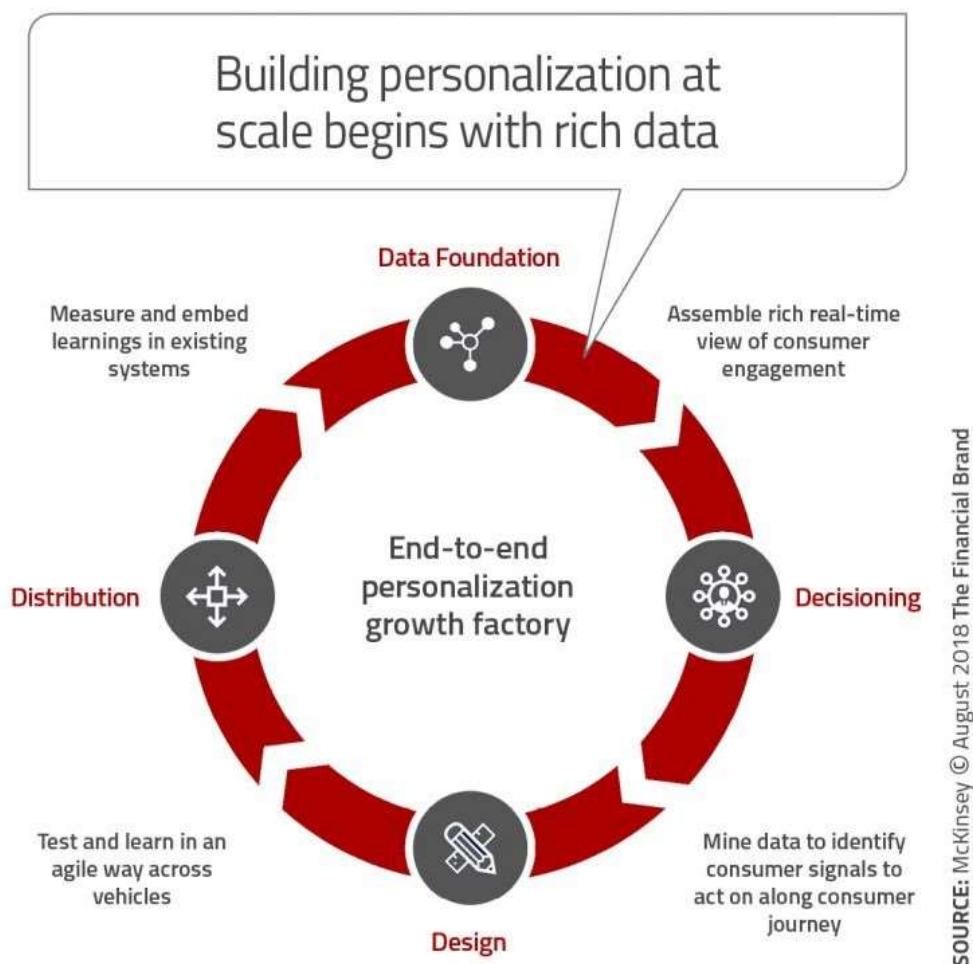 Building personalization at
scale begins with rich data
Data Foundation
Measure and embed
learnings in existing
systems
Assemble rich real-time
view of consumer
engagement
End-to-end
personalization
growth factory
Distribution
Decisioning
Test and learn in an
agile way across
vehicles
Mine data to identify
consumer signals to
act on along consumer
journey
Design
SOURCE: McKinsey © August 2018 The Financial Brand